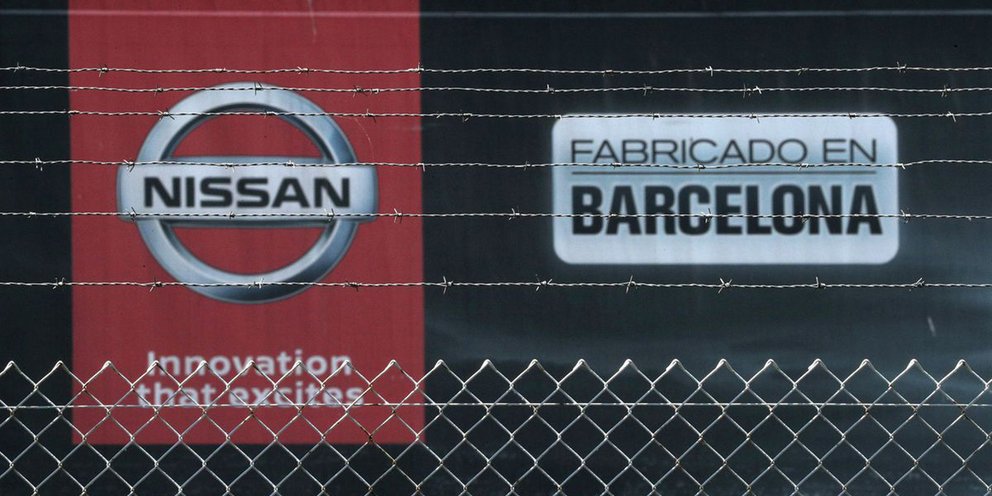 NISSAN
Innovation
that excites
FABRICADO EN
BARCELONA